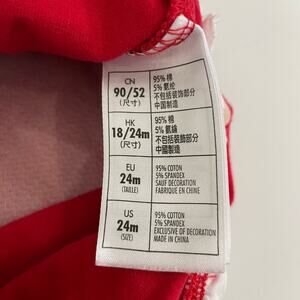 CN
90/52
(尺寸)
95% 棉
5% 氨纶
不包括装饰部分
中国制造
HK
18/24m
(尺寸)
95% 棉
5% 氨綸
不包括裝飾部分
中國製造
EU
24m
(TAILLE)
95% COTON
5% SPANDEX
SAUF DECORATION
FABRIQUE EN CHINE
US
24m
(SIZE)
95% COTTON
5% SPANDEX
EXCLUSIVE OF DECORATION
MADE IN CHINA